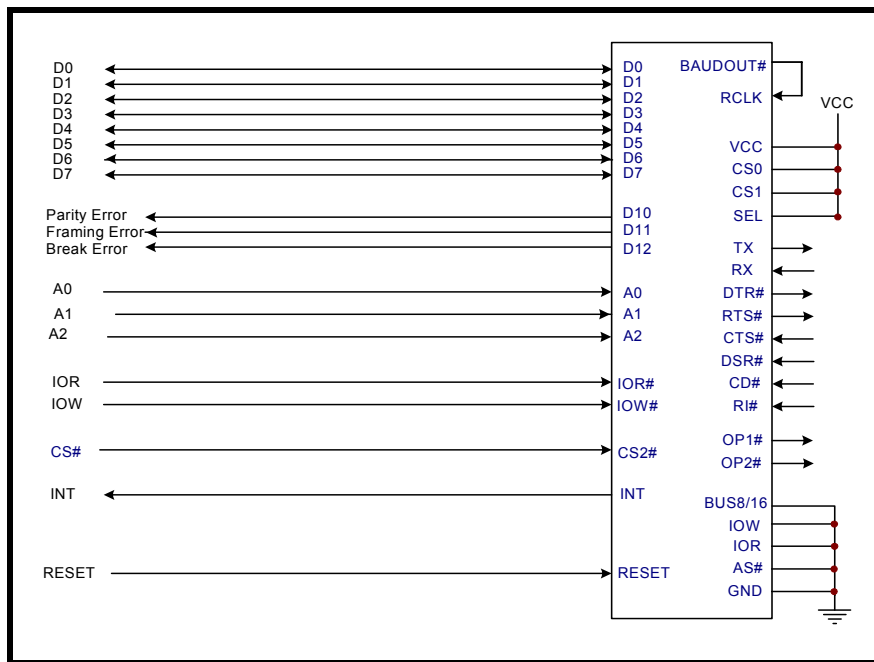 D0 D0 BAUDOUT#
D1 D1
D2 D2 RCLK
D3 D3 VCC
D4 D4
D5 D5 VCC
D6 D6 CS0
D7 D7 CS1
Parity Error D10 SEL
Framing Error D11
Break Error D12 TX
RX
A0 A0 DTR#
A1 A1 RTS#
A2 A2 CTS#
DSR#
IOR IOR# CD#
IOW IOW# RI#
OP1#
CS# CS2# OP2#
INT INT
BUS8/16
IOW
IOR
RESET RESET AS#
GND